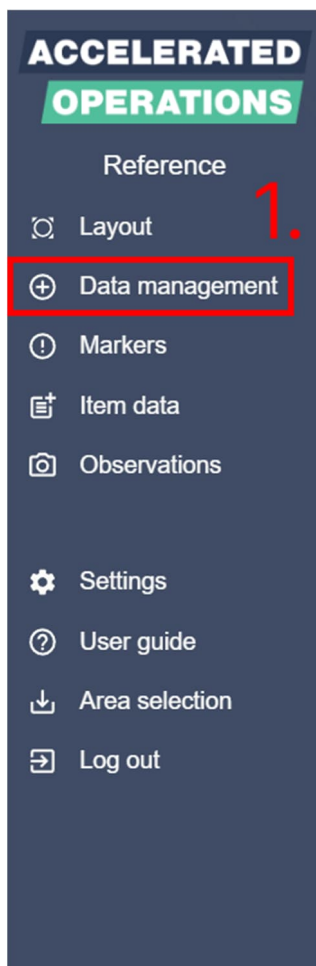 ACCELERATED
OPERATIONS
Reference
1.
Layout
Data management
Markers
Item data
Observations
Settings
User guide
Area selection
Log out